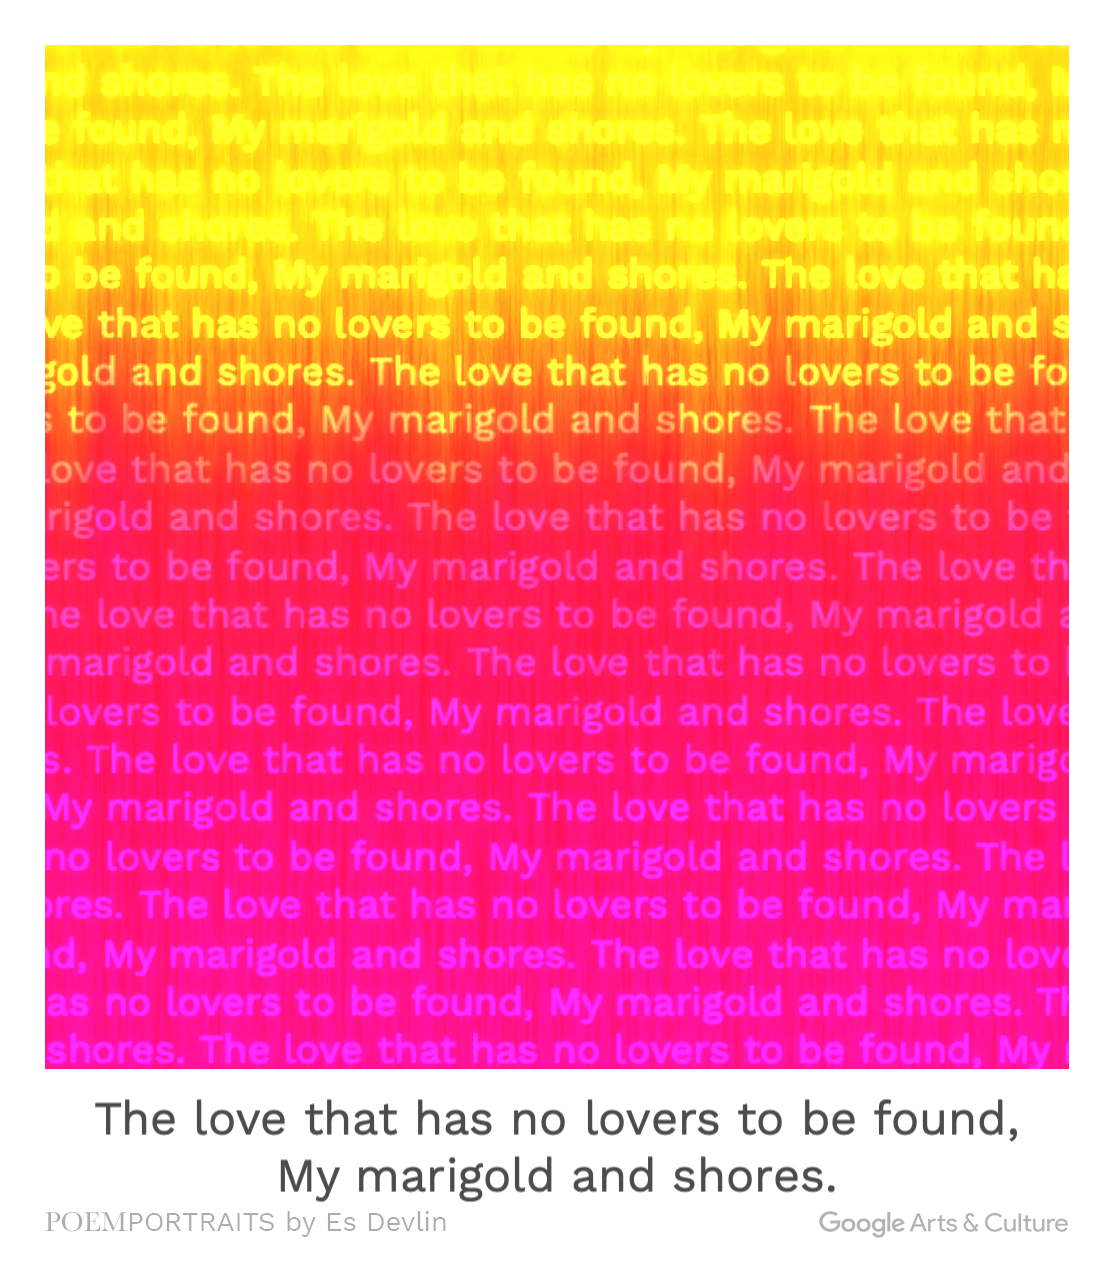 nd shores. The love that has no lovers to be found, M
e found, My marigold and shores. The love that has n
that has no lovers to be found, My marigold and shor
d and shores. The love that has no lovers to be found
o be found, My marigold and shores. The love that ha
ve that has no lovers to be found, My marigold and s
gold and shores. The love that has no lovers to be fo
s to be found, My marigold and shores. The love that
Love that has no lovers to be found, My marigold and
rigold and shores. The love that has no lovers to be
ers to be found, My marigold and shores. The love th
he love that has no lovers to be found, My marigold a
marigold and shores. The love that has no lovers to
lovers to be found, My marigold and shores. The love
s. The love that has no lovers to be found, My marigo
My marigold and shores. The love that has no lovers
no lovers to be found, My marigold and shores. The l
ores. The love that has no lovers to be found, My mar
nd, My marigold and shores. The love that has no love
as no lovers to be found, My marigold and shores. Th
shores. The love that has no lovers to be found, My
The love that has no lovers to be found,
My marigold and shores.
POEMPORTRAITS by Es Devlin
Google Arts & Culture